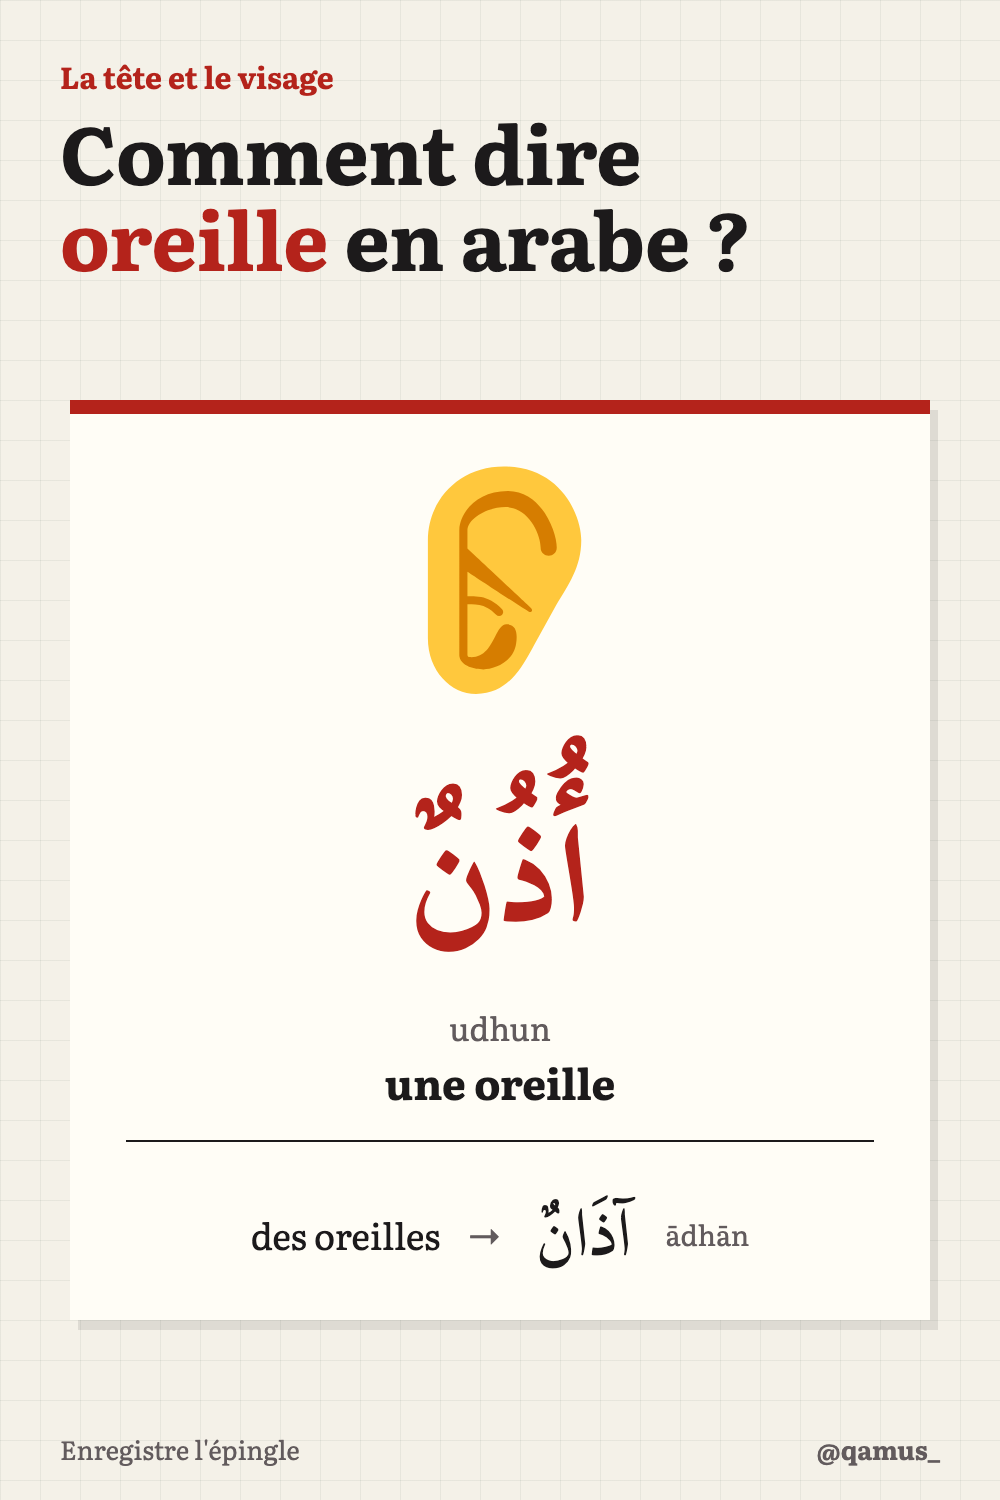 La tête et le visage
Comment dire
oreille en arabe ?
أُذُنٌ
udhun
une oreille
des oreilles → آذَانٌ ādhān
Enregistre l'épingle
@qamus_